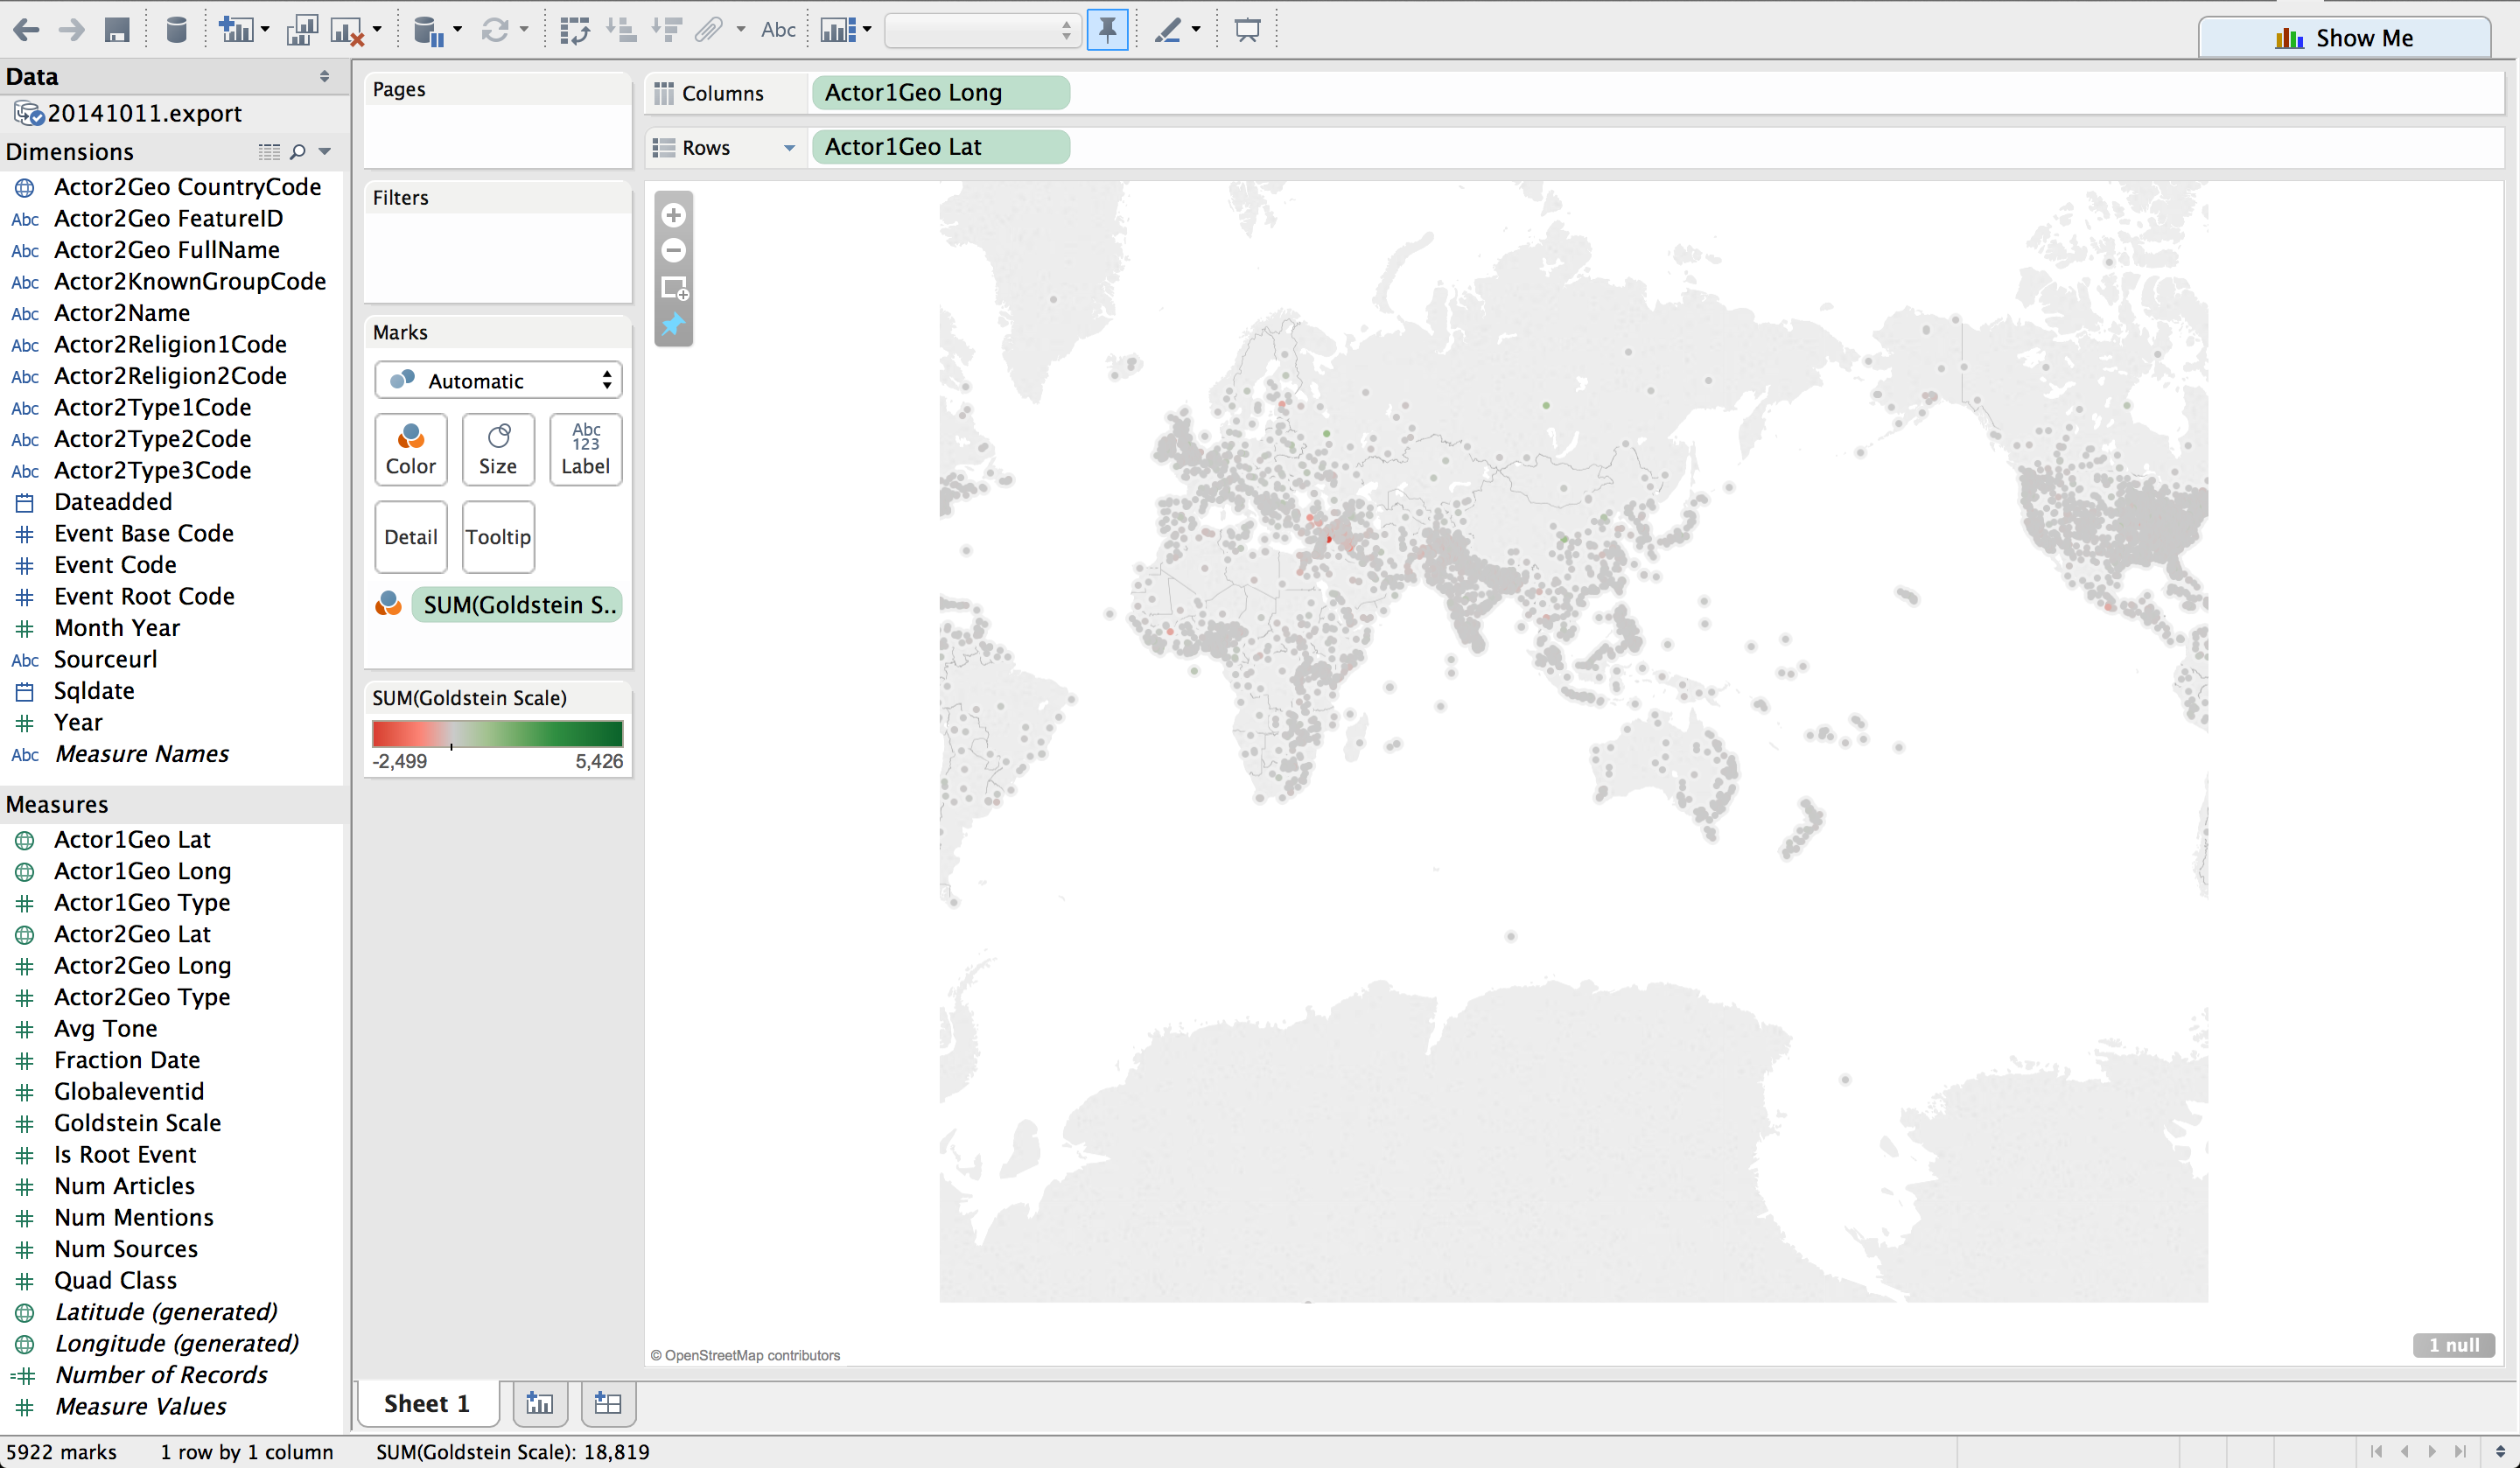 Abc
Show Me
Data
20141011.export
Dimensions
Actor2Geo CountryCode
Abc Actor2Geo FeatureID
Abc Actor2Geo FullName
Abc Actor2KnownGroupCode
Abc Actor2Name
Abc Actor2Religion1Code
Abc Actor2Religion2Code
Abc Actor2Type1Code
Abc Actor2Type2Code
Abc Actor2Type3Code
Dateadded
# Event Base Code
# Event Code
# Event Root Code
# Month Year
Abc Sourceurl
Sqldate
# Year
Abc Measure Names
Measures
Actor1Geo Lat
Actor1Geo Long
# Actor1Geo Type
Actor2Geo Lat
# Actor2Geo Long
# Actor2Geo Type
# Avg Tone
# Fraction Date
# Globaleventid
# Goldstein Scale
# Is Root Event
# Num Articles
# Num Mentions
# Num Sources
# Quad Class
Latitude (generated)
Longitude (generated)
=# Number of Records
# Measure Values
Pages
Filters
Marks
Automatic
Color
Size
Abc
123
Label
Detail
Tooltip
SUM(Goldstein S..
SUM(Goldstein Scale)
-2,499 5,426
Columns Actor1Geo Long
Rows Actor1Geo Lat
© OpenStreetMap contributors
1 null
Sheet 1
5922 marks 1 row by 1 column SUM(Goldstein Scale): 18,819